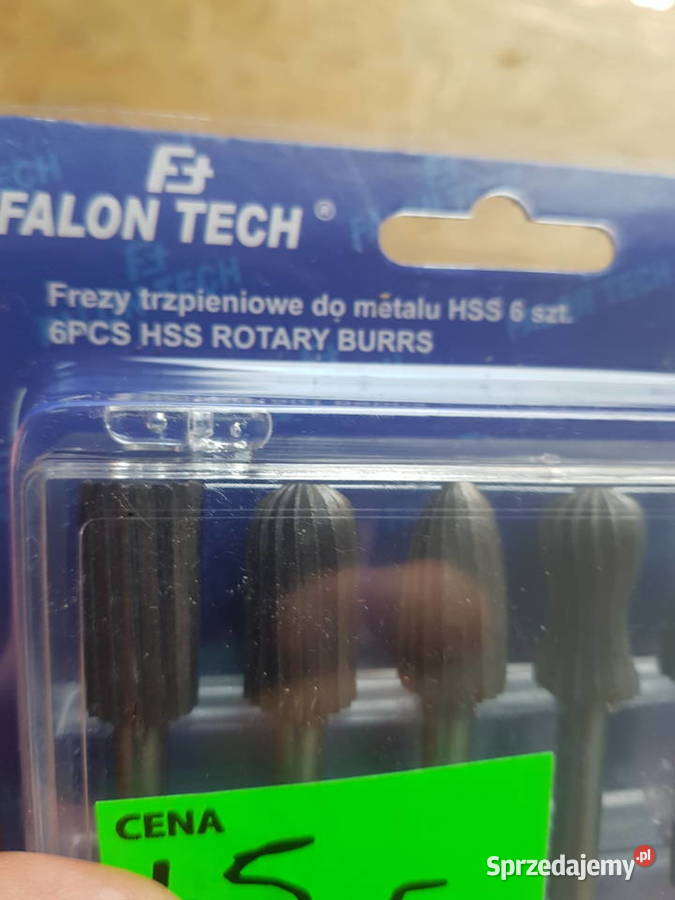 FALON TECH ®
Frezy trzpieniowe do metalu HSS 6 szt.
6PCS HSS ROTARY BURRS
CENA
Sprzedajemy.pl